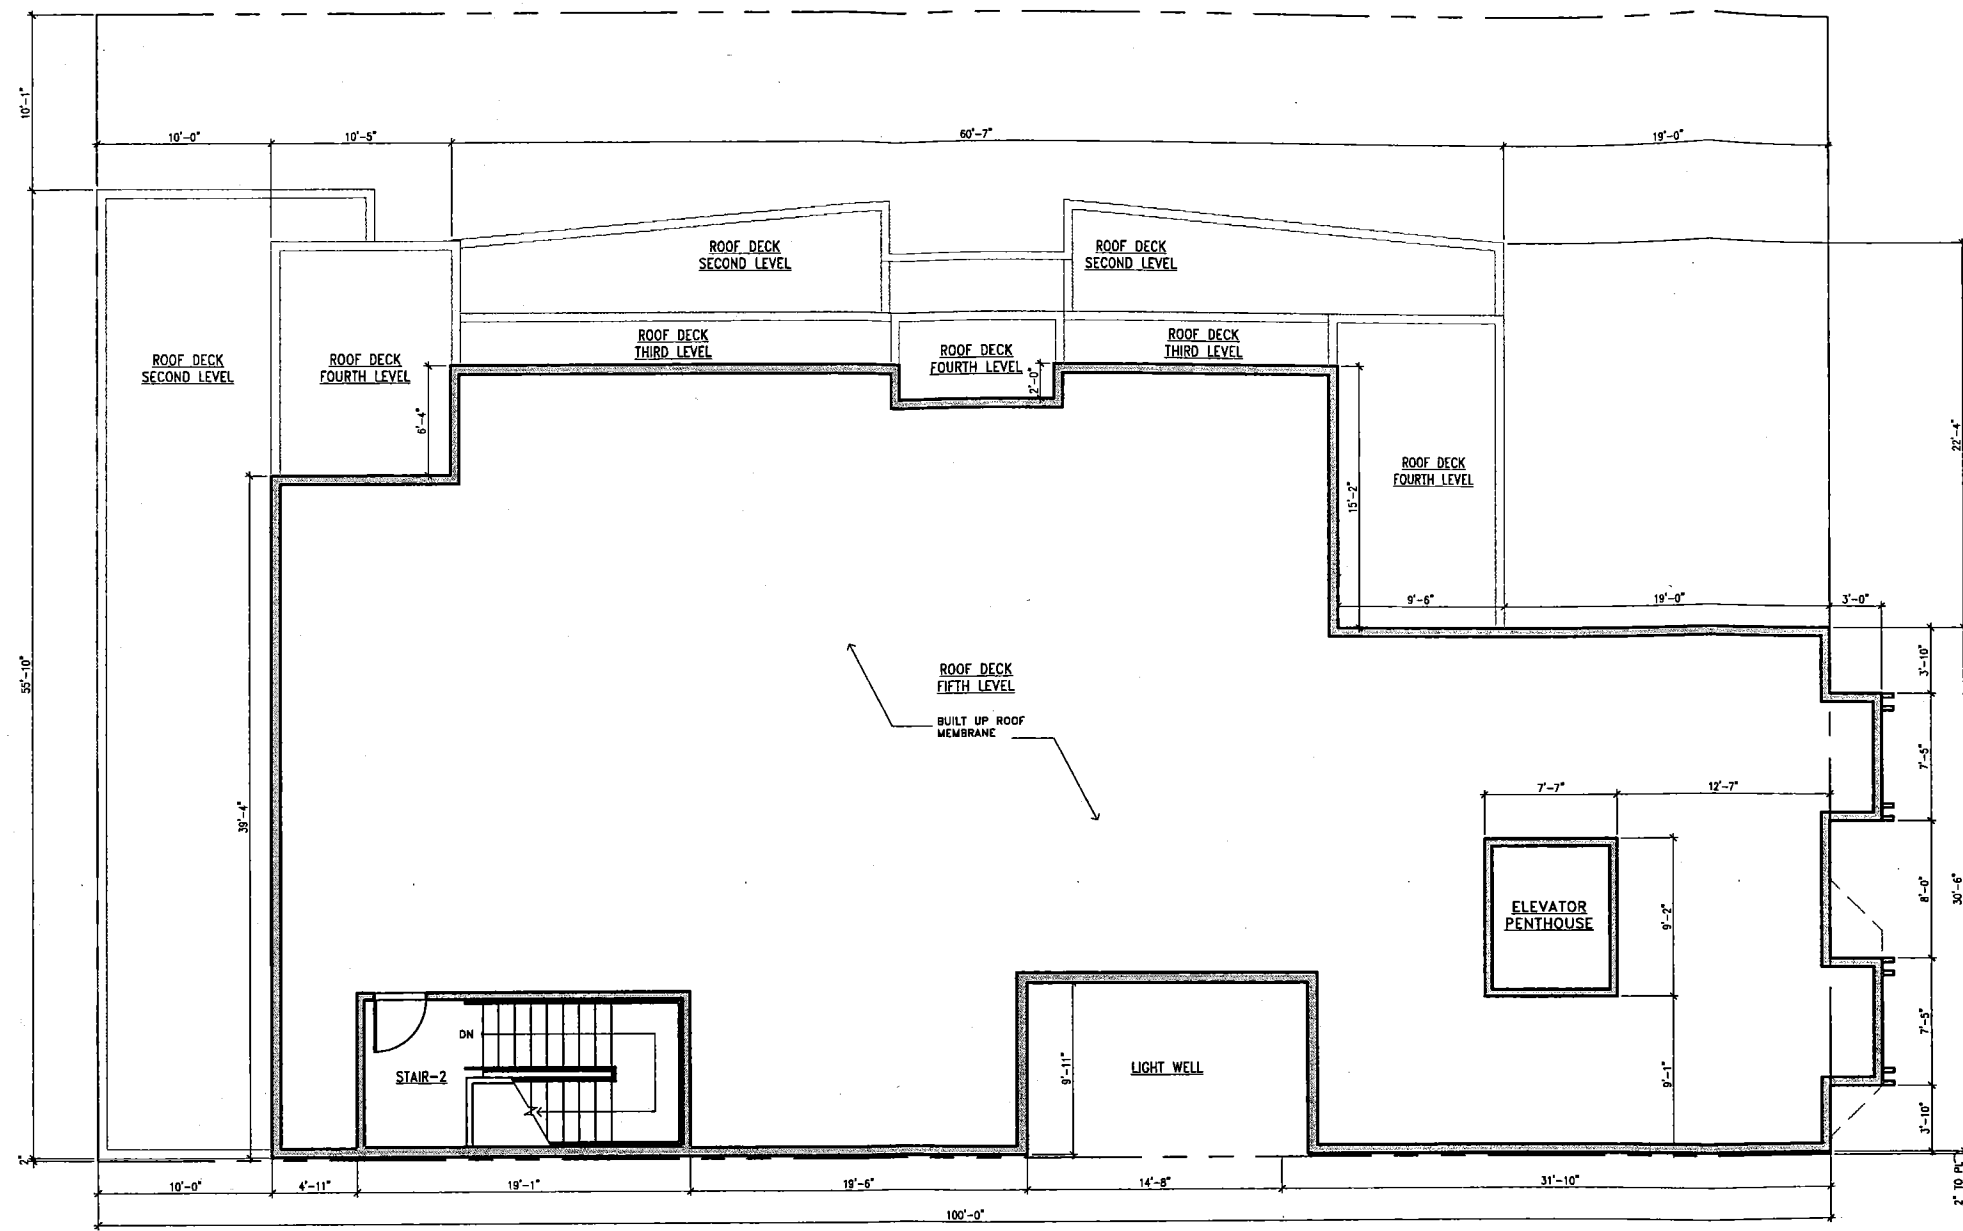 10'-1"
10'-0"
10'-5"
60'-7"
19'-0"
ROOF DECK
SECOND LEVEL
ROOF DECK
SECOND LEVEL
ROOF DECK
THIRD LEVEL
ROOF DECK
THIRD LEVEL
ROOF DECK
FOURTH LEVEL
ROOF DECK
SECOND LEVEL
ROOF DECK
FOURTH LEVEL
2'-0"
6'-4"
22'-4"
ROOF DECK
FOURTH LEVEL
15'-2"
9'-6"
19'-0"
3'-0"
55'-10"
ROOF DECK
FIFTH LEVEL
3'-10"
BUILT UP ROOF
MEMBRANE
7'-5"
39'-4"
7'-7"
12'-7"
ELEVATOR
PENTHOUSE
9'-2"
8'-0"
30'-6"
DN
STAIR-2
9'-11"
LIGHT WELL
9'-1"
7'-5"
3'-10"
2"
2" TO PL
10'-0"
4'-11"
19'-1"
19'-6"
14'-8"
31'-10"
100'-0"